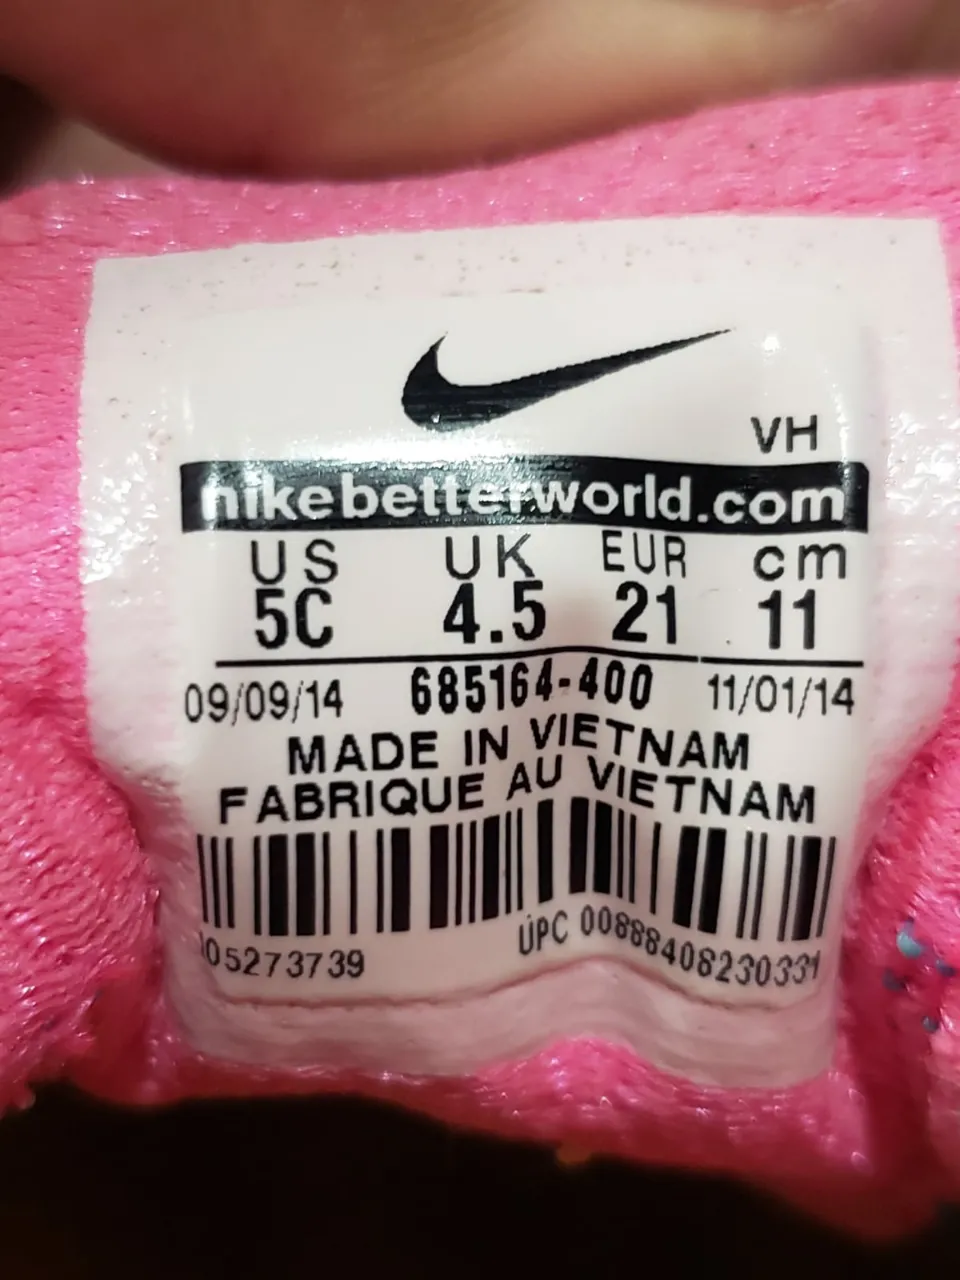 VH
nikebetterworld.com
US UK EUR cm
5C 4.5 21 11
09/09/14 685164-400 11/01/14
MADE IN VIETNAM
FABRIQUE AU VIETNAM
UPC 00888408230331